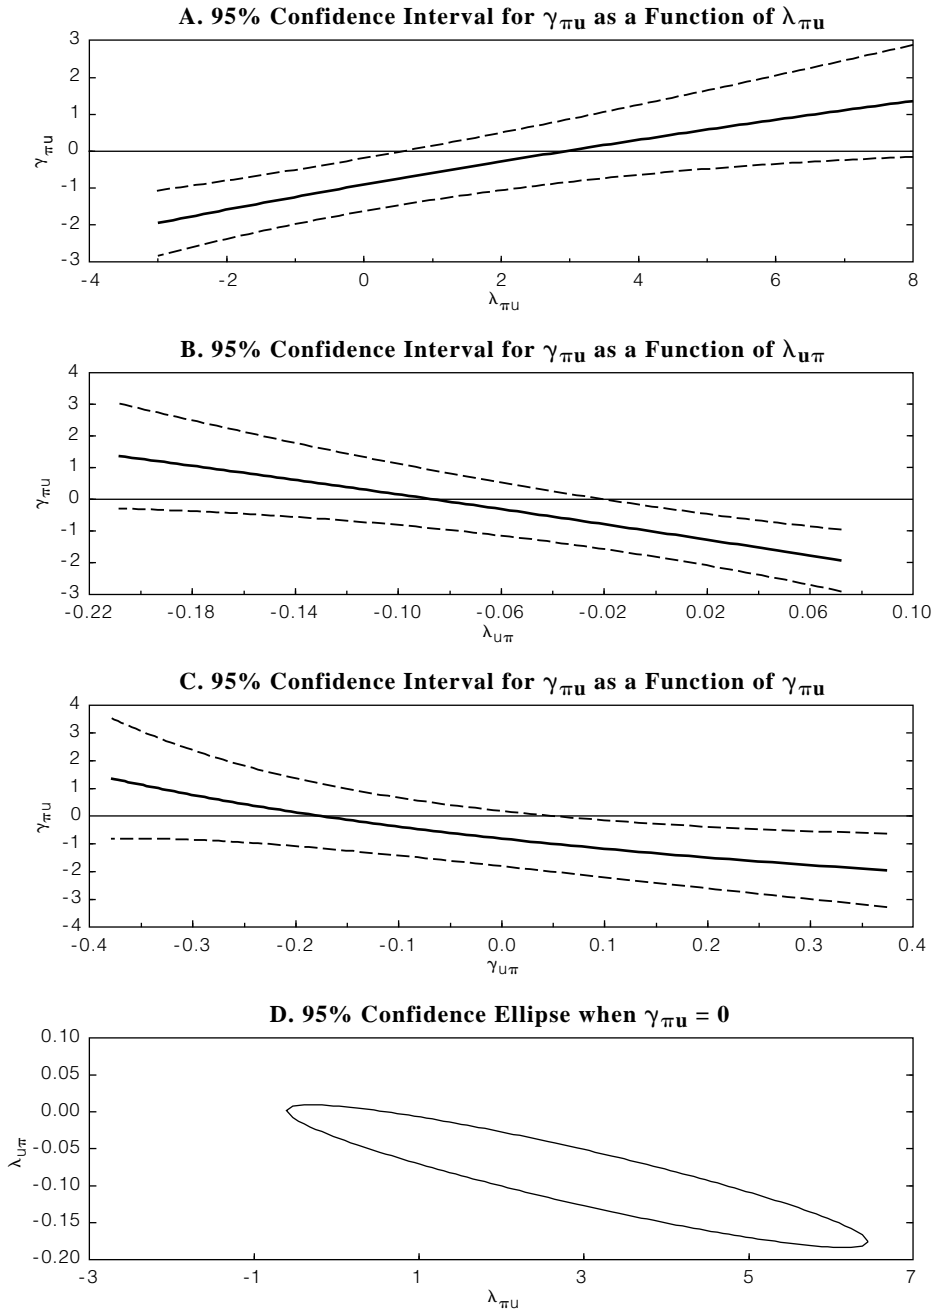 A. 95% Confidence Interval for γπu as a Function of λπu
3
2
1
0
-1
-2
-3
γπu
-4 -2 0 2 4 6 8
λπu
B. 95% Confidence Interval for γπu as a Function of λuπ
4
3
2
1
0
-1
-2
-3
γπu
-0.22 -0.18 -0.14 -0.10 -0.06 -0.02 0.02 0.06 0.10
λuπ
C. 95% Confidence Interval for γπu as a Function of γπu
4
3
2
1
0
-1
-2
-3
-4
γπu
-0.4 -0.3 -0.2 -0.1 0.0 0.1 0.2 0.3 0.4
γuπ
D. 95% Confidence Ellipse when γπu = 0
0.10
0.05
0.00
-0.05
-0.10
-0.15
-0.20
λuπ
-3 -1 1 3 5 7
λπu